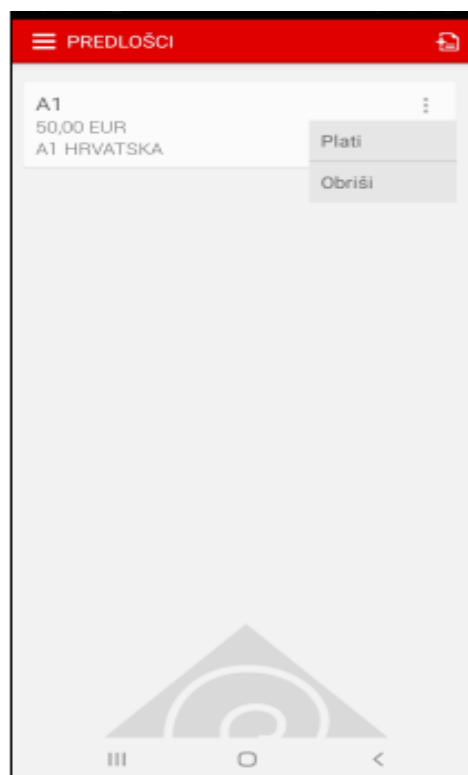 PREDLOŠCI
A1
50,00 EUR
A1 HRVATSKA
Plati
Obriši